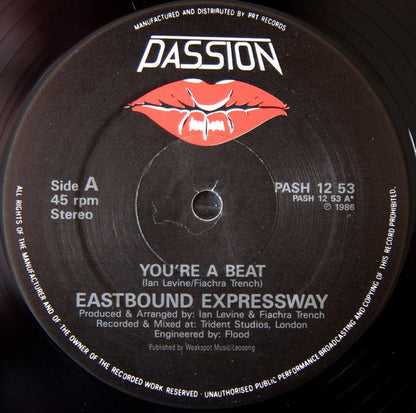 MANUFACTURED AND DISTRIBUTED BY PRT RECORDS
PASSION
Side A
45 rpm
Stereo
PASH 12 53
PASH 12 53 A*
℗ 1986
YOU'RE A BEAT
(Ian Levine/Fiachra Trench)
EASTBOUND EXPRESSWAY
Produced & Arranged by: Ian Levine & Fiachra Trench
Recorded & Mixed at: Trident Studios, London
Engineered by: Flood
Published by Weakspot Music/Leosong
ALL RIGHTS OF THE MANUFACTURER AND OF THE OWNER OF THE RECORDED WORK RESERVED · UNAUTHORISED PUBLIC PERFORMANCE BROADCASTING AND COPYING OF THIS RECORD PROHIBITED.